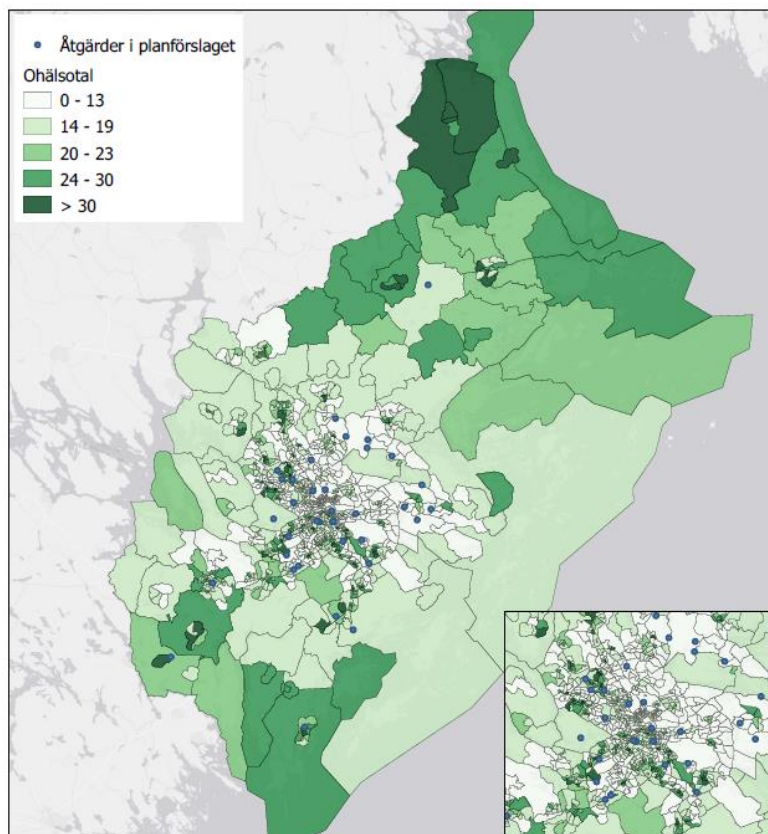 Åtgärder i planförslaget
Ohälsotal
0 - 13
14 - 19
20 - 23
24 - 30
> 30